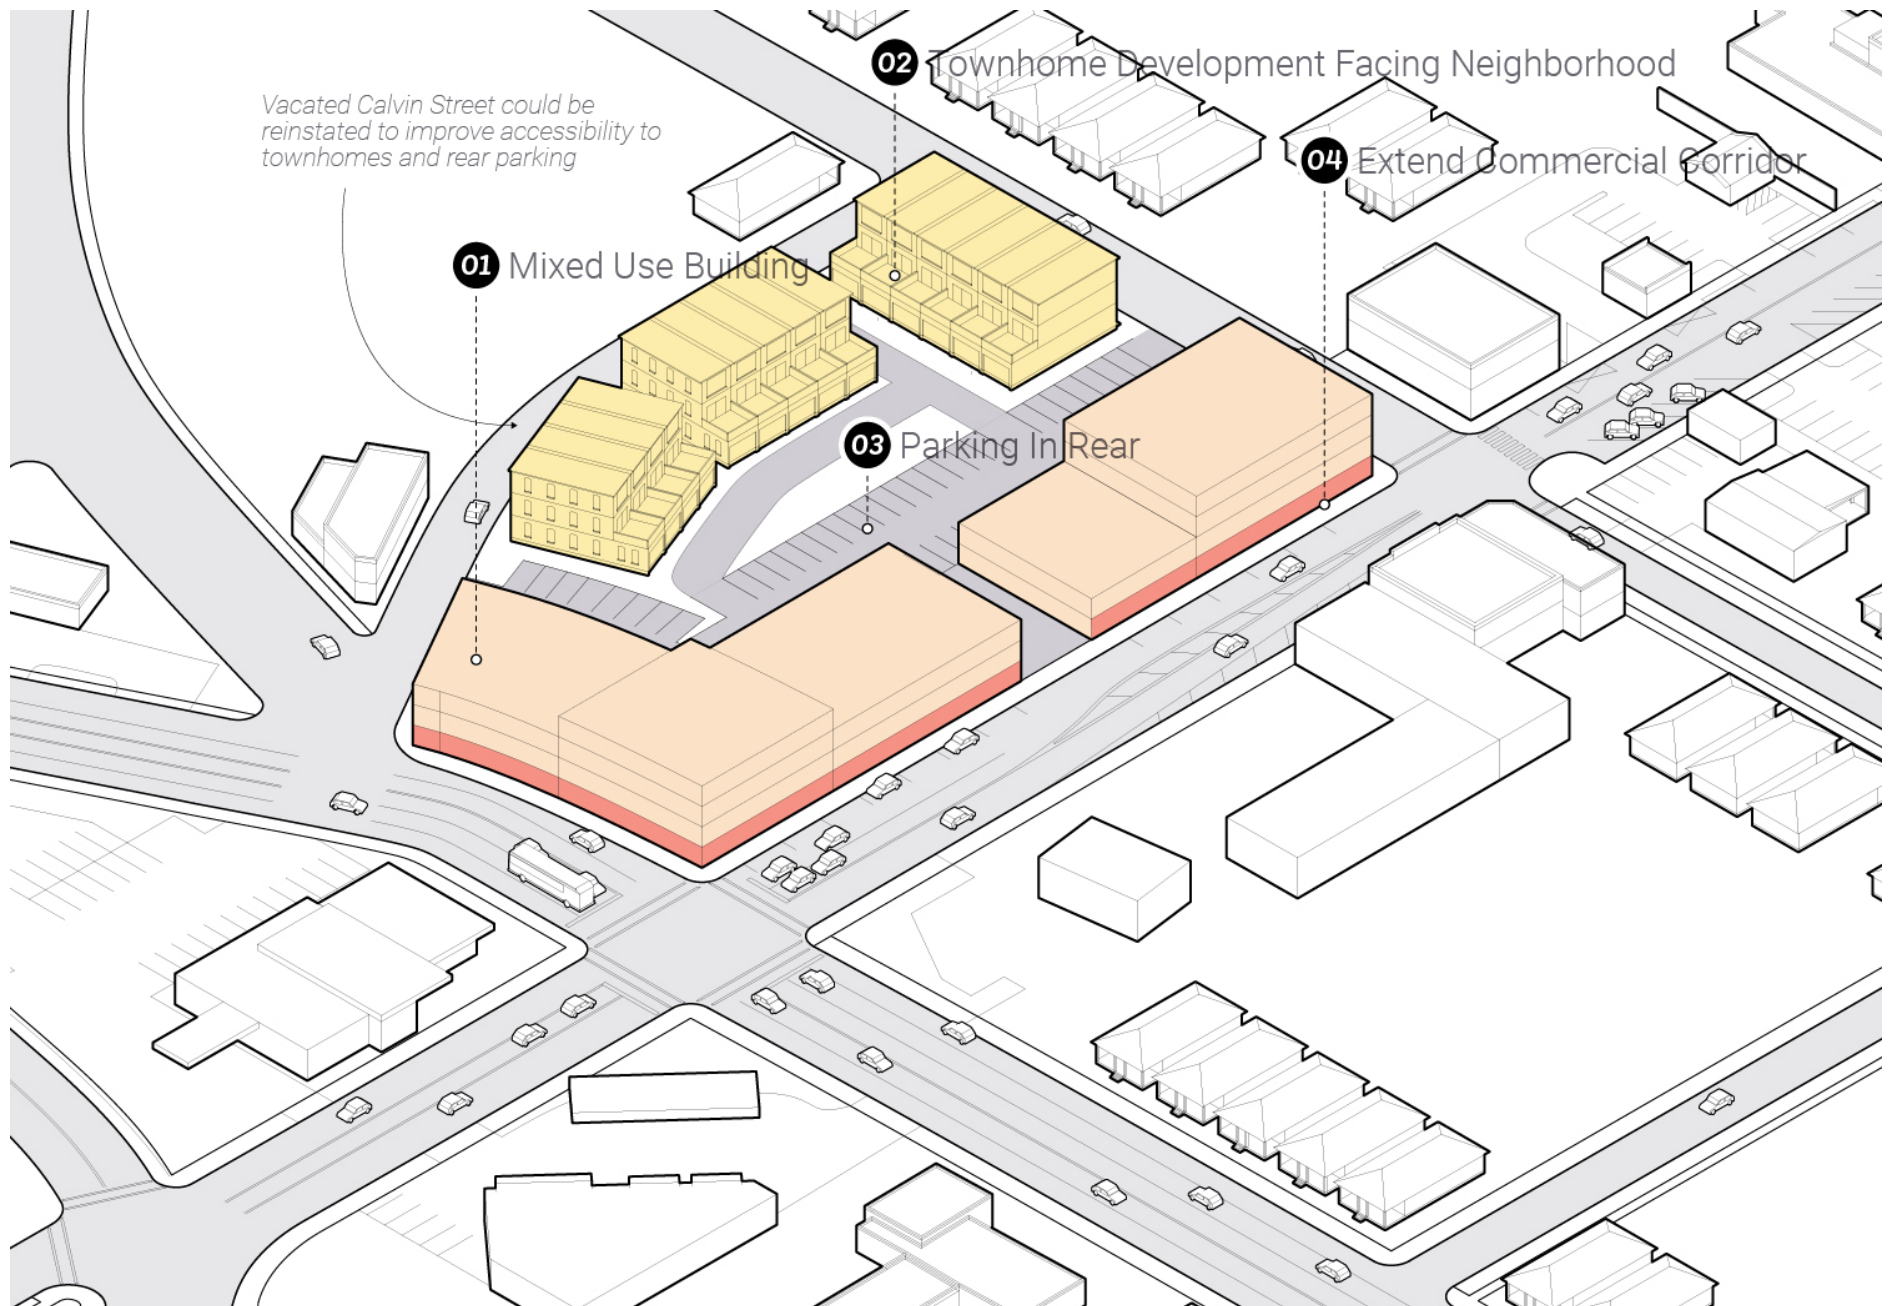 02 Townhome Development Facing Neighborhood
Vacated Calvin Street could be
reinstated to improve accessibility to
townhomes and rear parking
04 Extend Commercial Corridor
01 Mixed Use Building
03 Parking In Rear